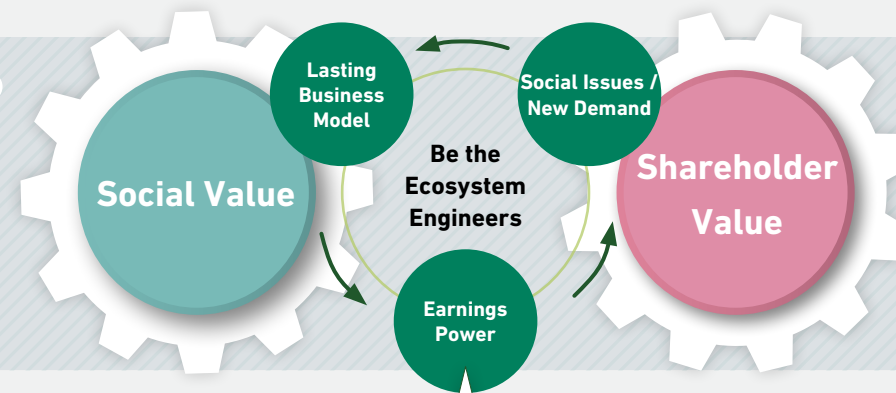 Social Value
Lasting
Business
Model
Be the
Ecosystem
Engineers
Earnings
Power
Social Issues /
New Demand
Shareholder
Value